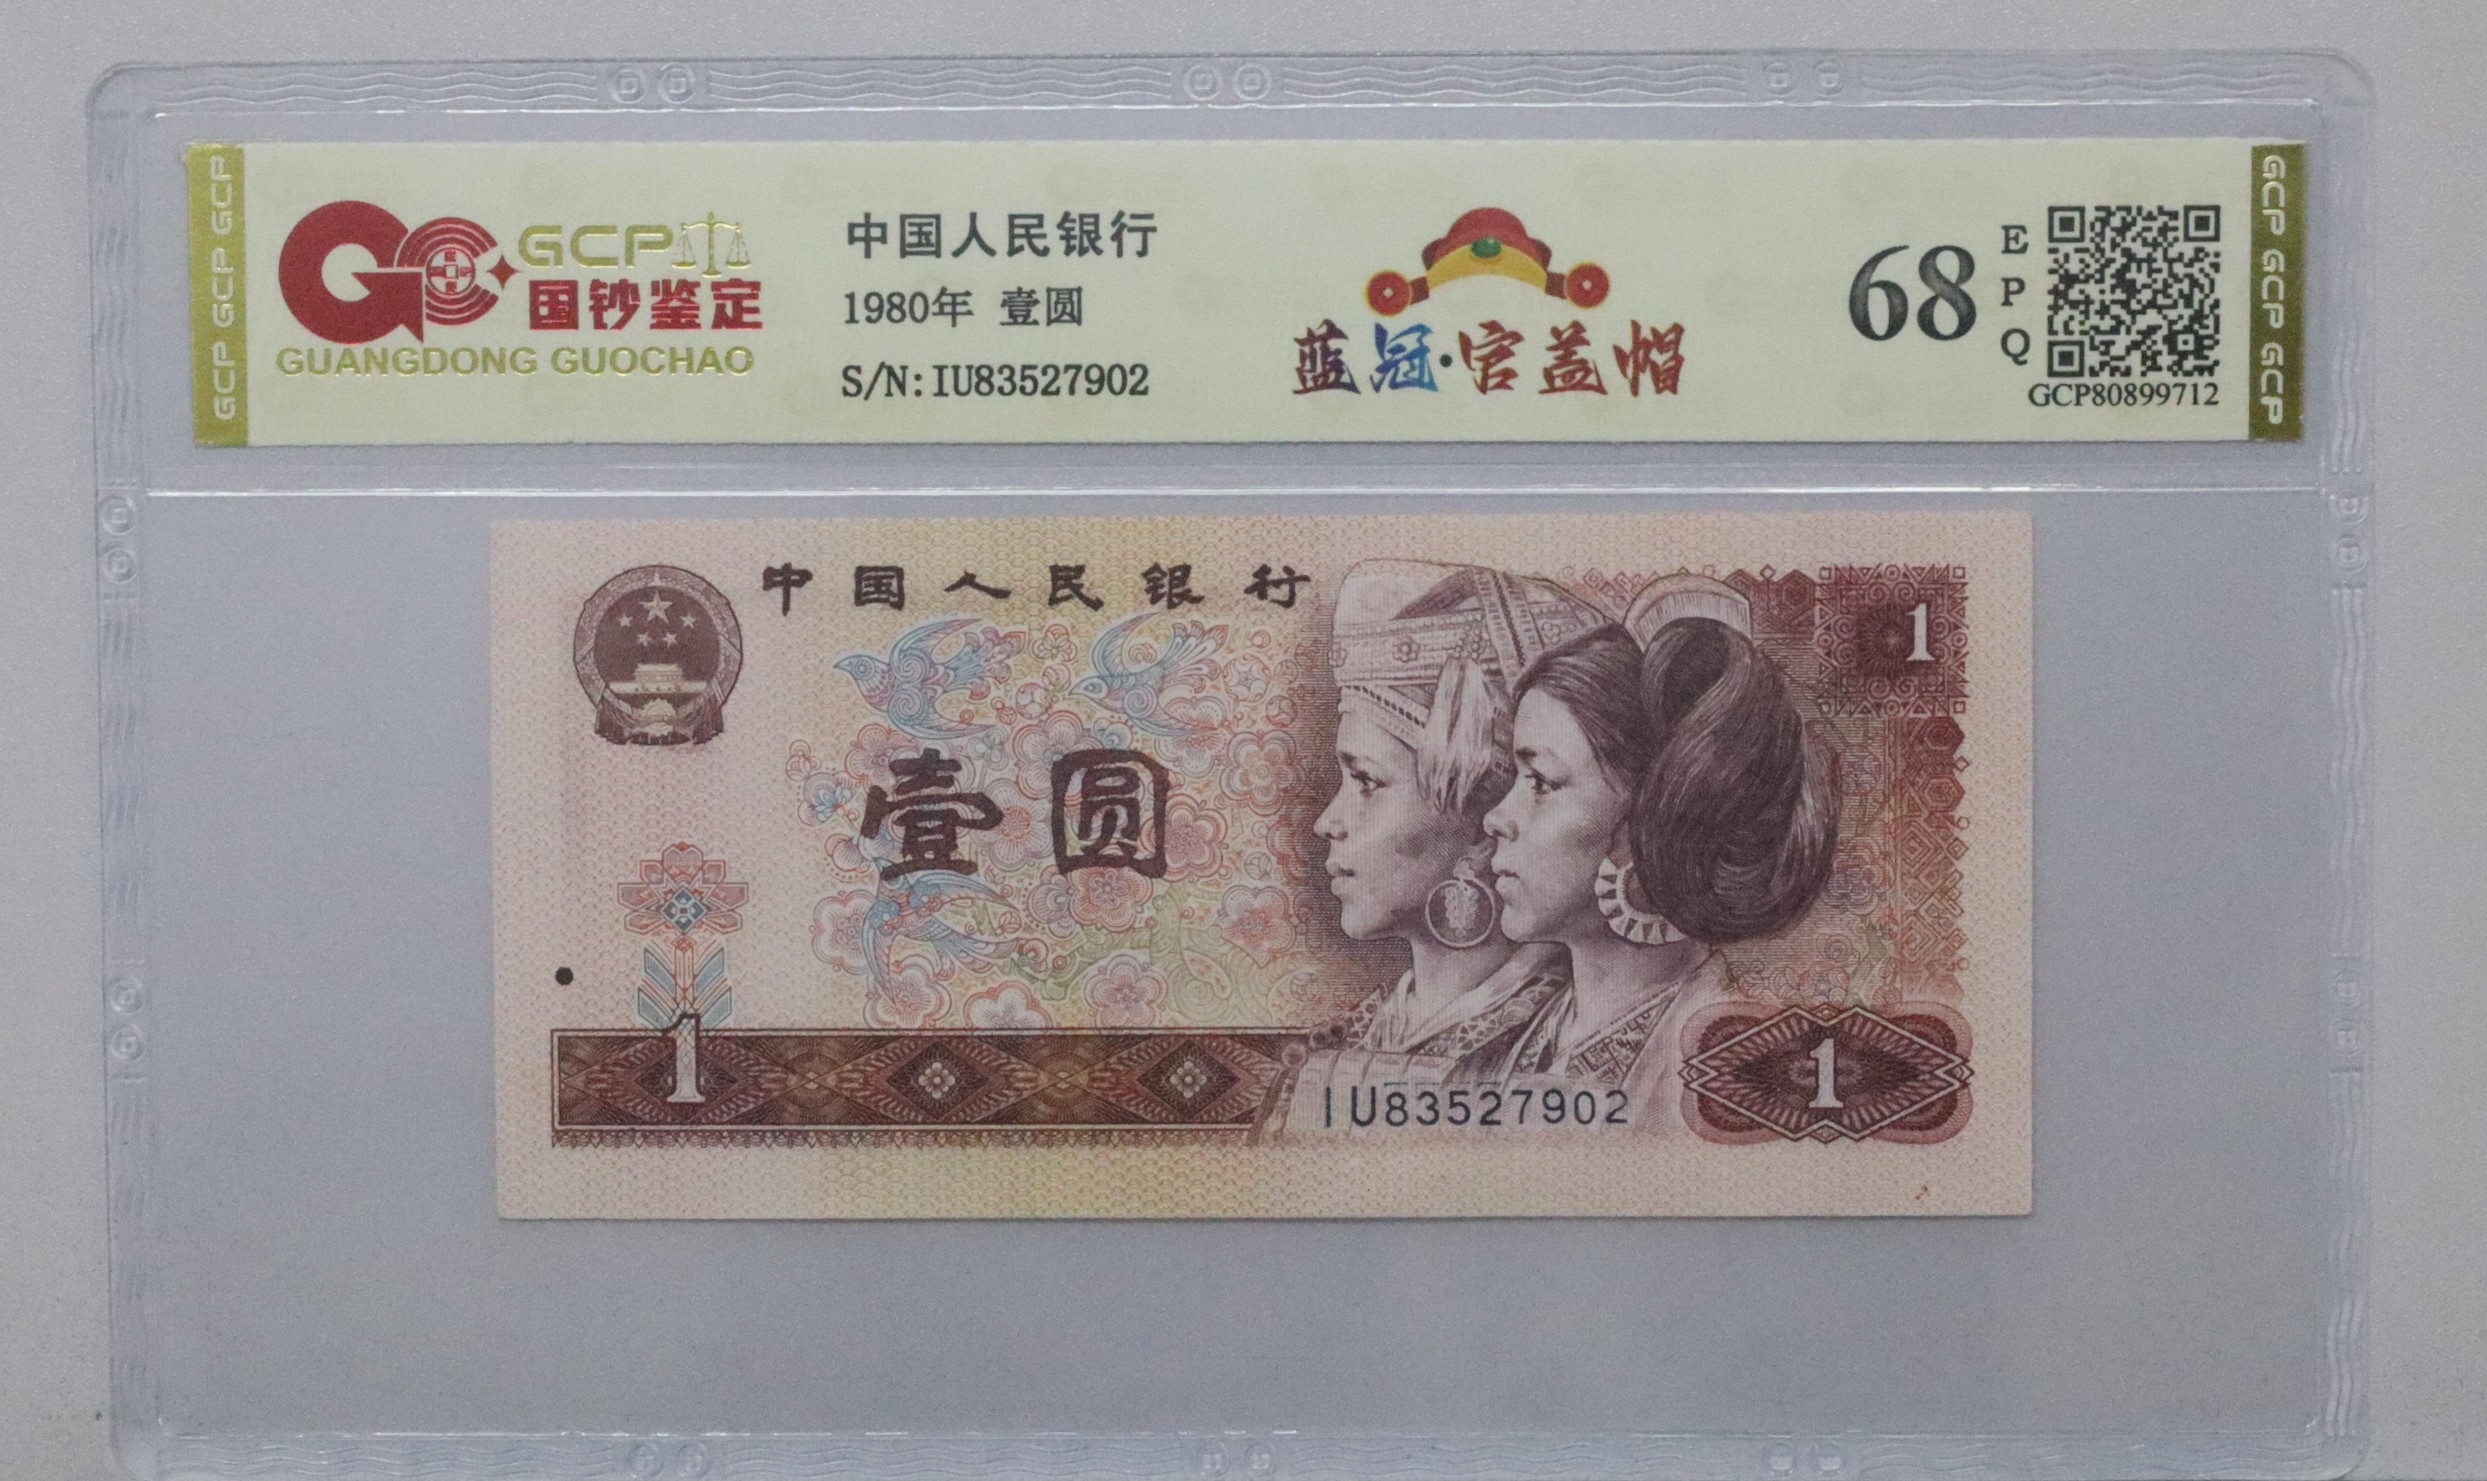 GCP GCP GCP
GCP
国钞鉴定
GUANGDONG GUOCHAO
中国人民银行
1980年 壹圆
S/N: IU83527902
蓝冠·官盖帽
68
E
P
Q
GCP80899712
GCP GCP GCP
中国人民银行
1
壹圆
1
1
IU83527902